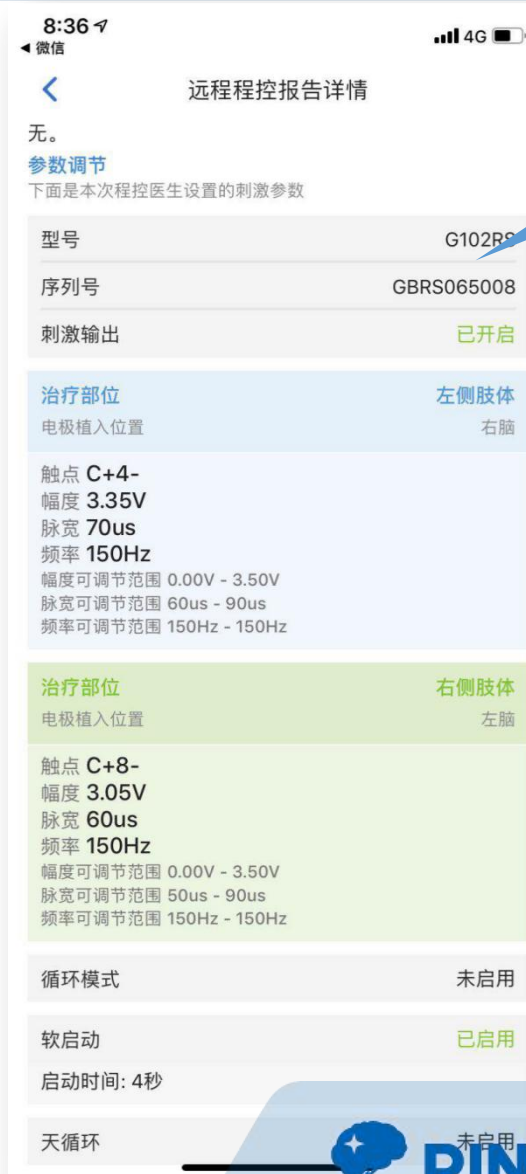 8:36
4G
微信
远程程控报告详情
无。
参数调节
下面是本次程控医生设置的刺激参数
型号 G102RS
序列号 GBRS065008
刺激输出 已开启
治疗部位 左侧肢体
电极植入位置 右脑
触点 C+4-
幅度 3.35V
脉宽 70us
频率 150Hz
幅度可调节范围 0.00V - 3.50V
脉宽可调节范围 60us - 90us
频率可调节范围 150Hz - 150Hz
治疗部位 右侧肢体
电极植入位置 左脑
触点 C+8-
幅度 3.05V
脉宽 60us
频率 150Hz
幅度可调节范围 0.00V - 3.50V
脉宽可调节范围 50us - 90us
频率可调节范围 150Hz - 150Hz
循环模式 未启用
软启动 已启用
启动时间: 4秒
天循环 未启用
PIN